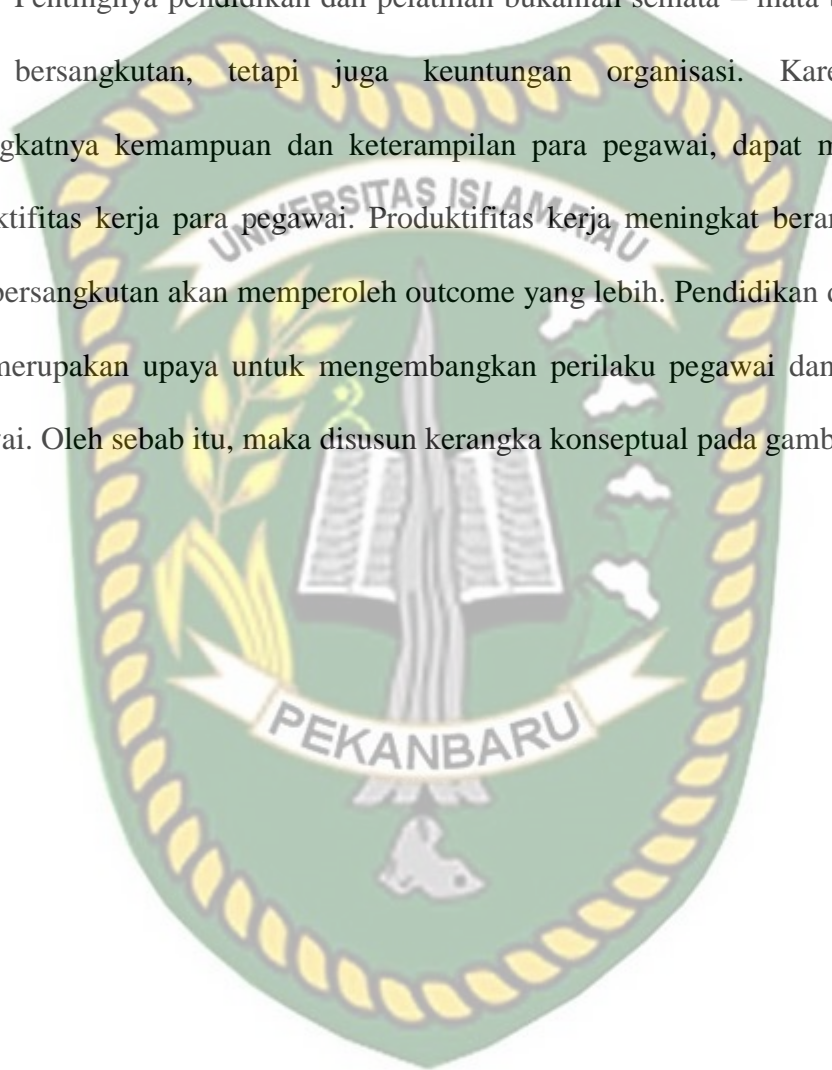 Pentingnya pendidikan dan pelatihan bukanlah semata – mata
bersangkutan, tetapi juga keuntungan organisasi. Kare
gkatnya kemampuan dan keterampilan para pegawai, dapat m
ktifitas kerja para pegawai. Produktifitas kerja meningkat berar
bersangkutan akan memperoleh outcome yang lebih. Pendidikan
merupakan upaya untuk mengembangkan perilaku pegawai dan
ai. Oleh sebab itu, maka disusun kerangka konseptual pada gamb
UNIVERSITAS ISLAM RIAU
PEKANBARU